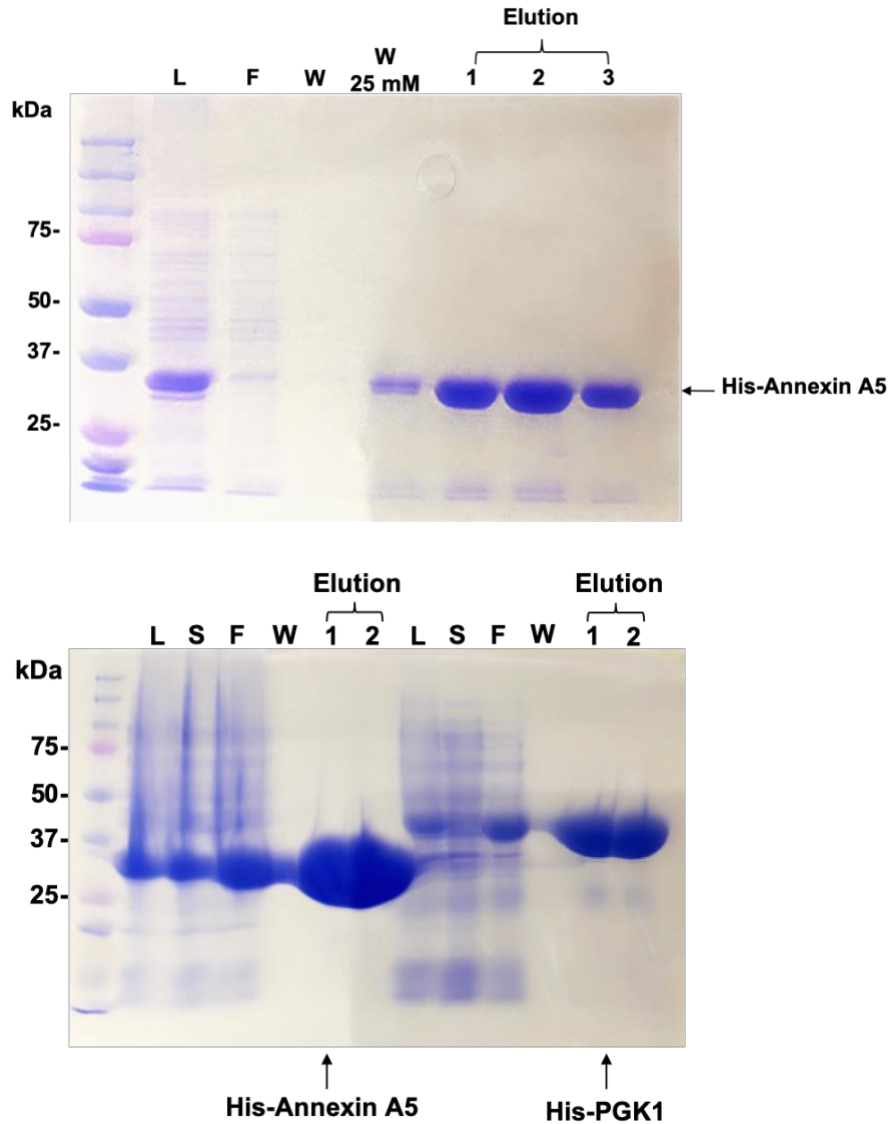 Elution
L F W W 25 mM 1 2 3
kDa
75-
50-
37-
25-
His-Annexin A5
Elution Elution
L S F W 1 2 L S F W 1 2
kDa
75-
50-
37-
25-
His-Annexin A5 His-PGK1